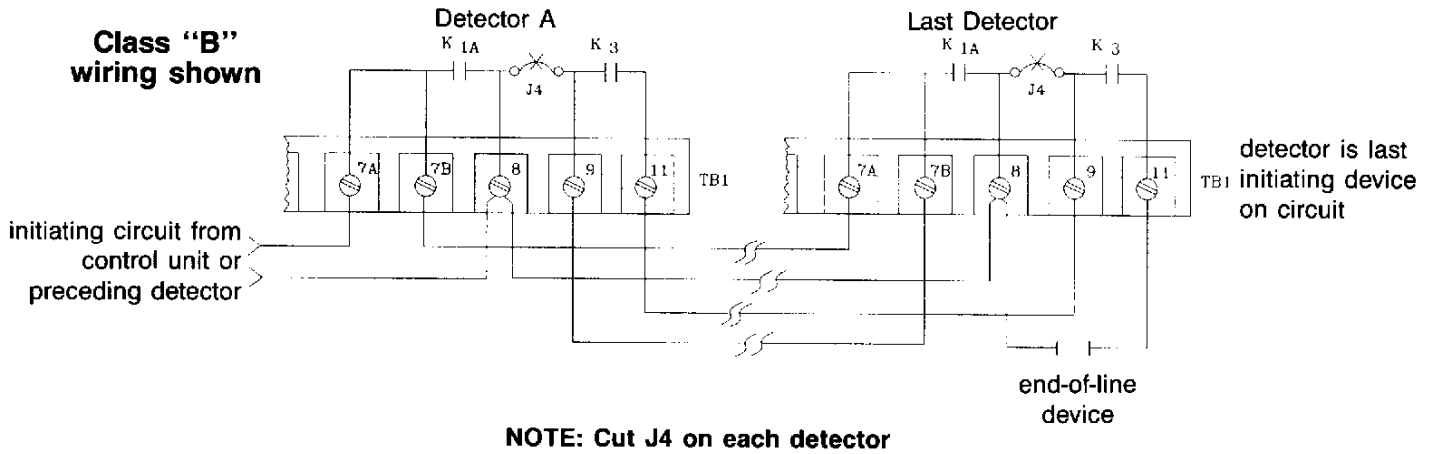 Class “B”
wiring shown
Detector A
Last Detector
K 1A
K 3
K 1A
K 3
J4
J4
7A
7B
8
9
11
TB1
7A
7B
8
9
11
TB1
detector is last
initiating device
on circuit
initiating circuit from
control unit or
preceding detector
end-of-line
device
NOTE: Cut J4 on each detector